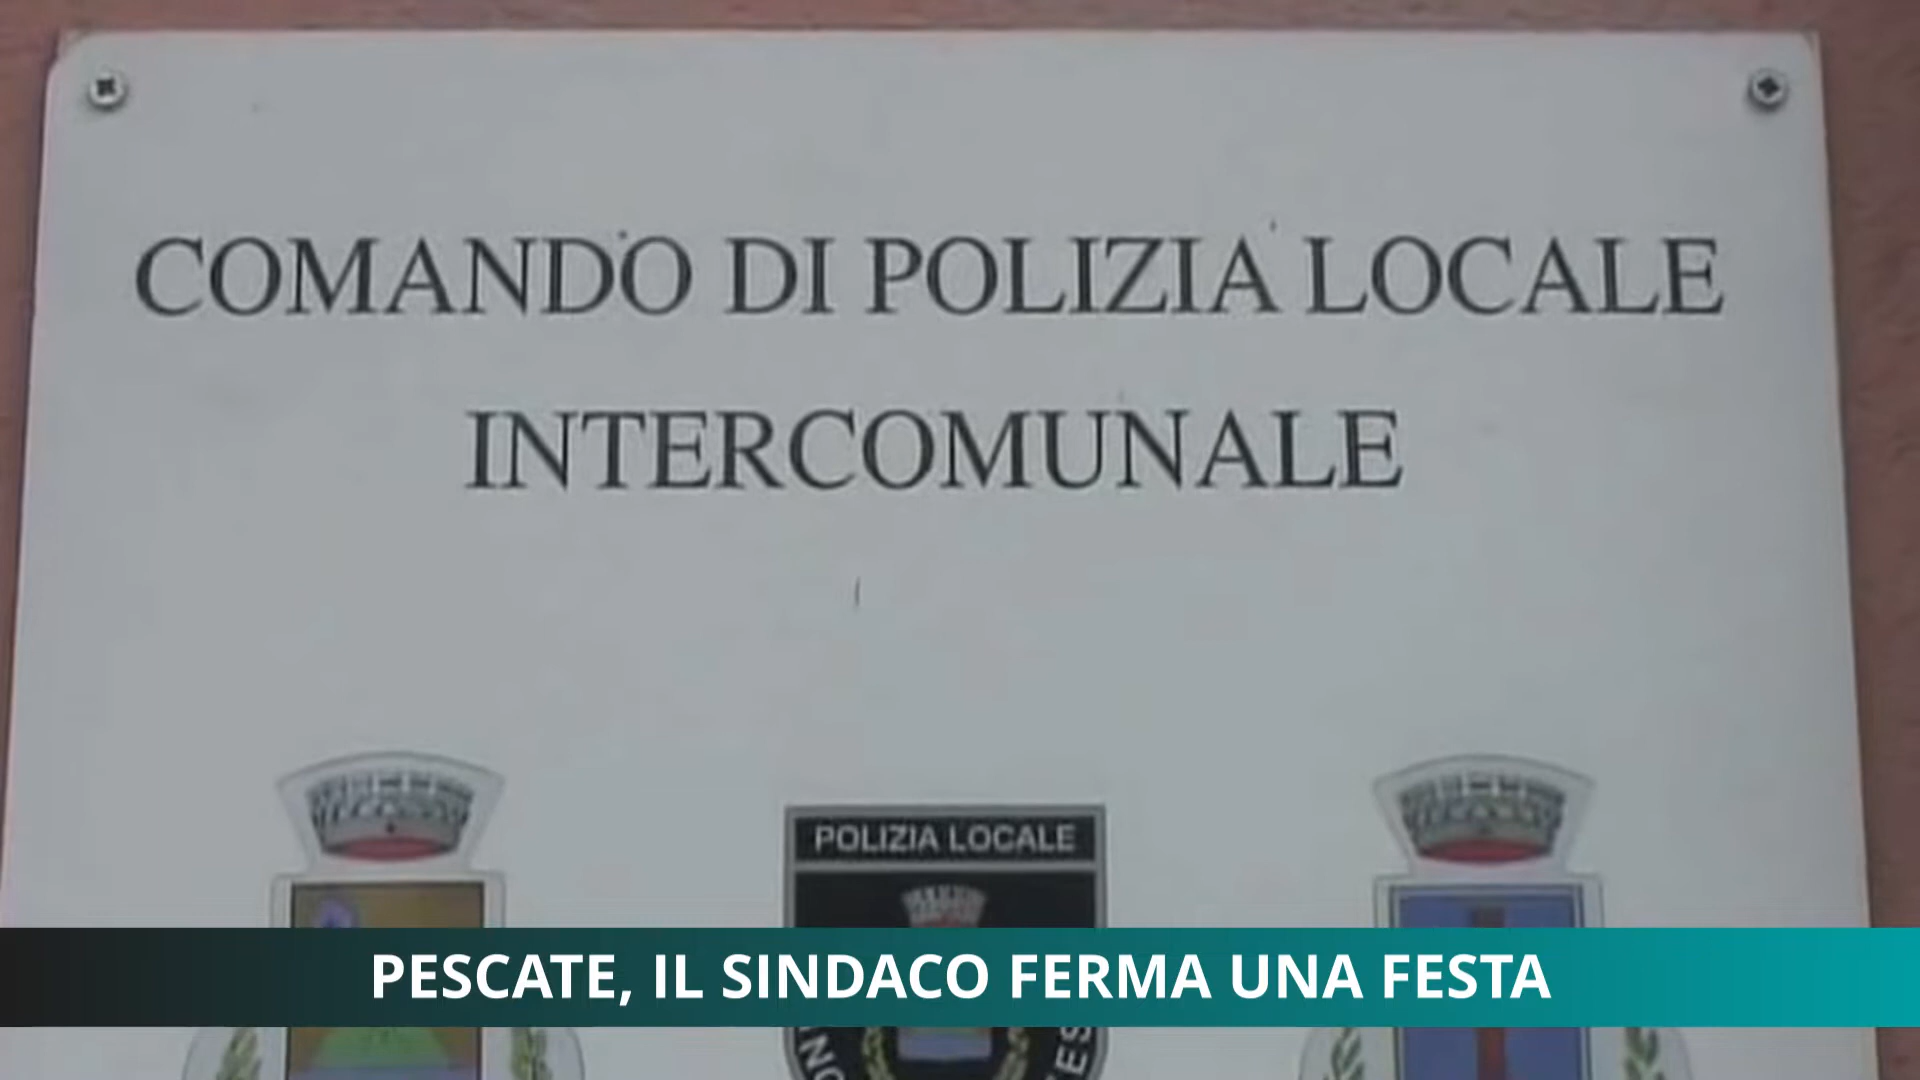 COMANDO DI POLIZIA LOCALE
INTERCOMUNALE
POLIZIA LOCALE
PESCATE, IL SINDACO FERMA UNA FESTA